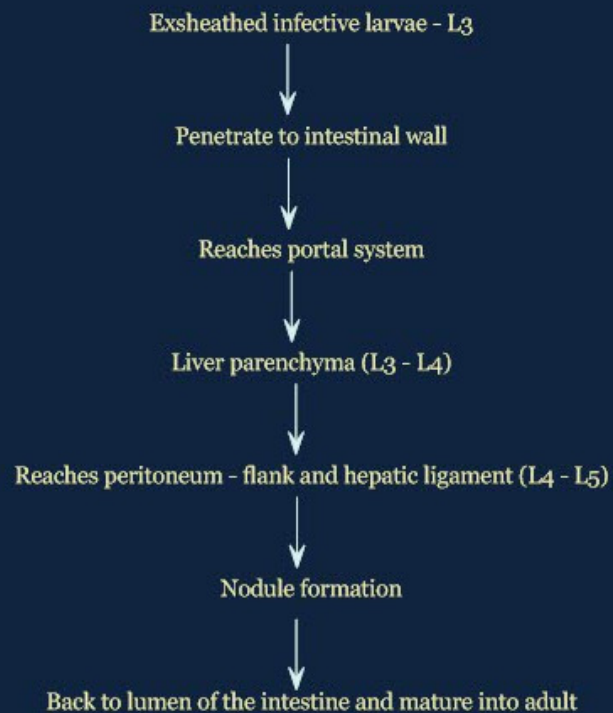 Exsheathed infective larvae - L3
Penetrate to intestinal wall
Reaches portal system
Liver parenchyma (L3 - L4)
Reaches peritoneum - flank and hepatic ligament (L4 - L5)
Nodule formation
Back to lumen of the intestine and mature into adult